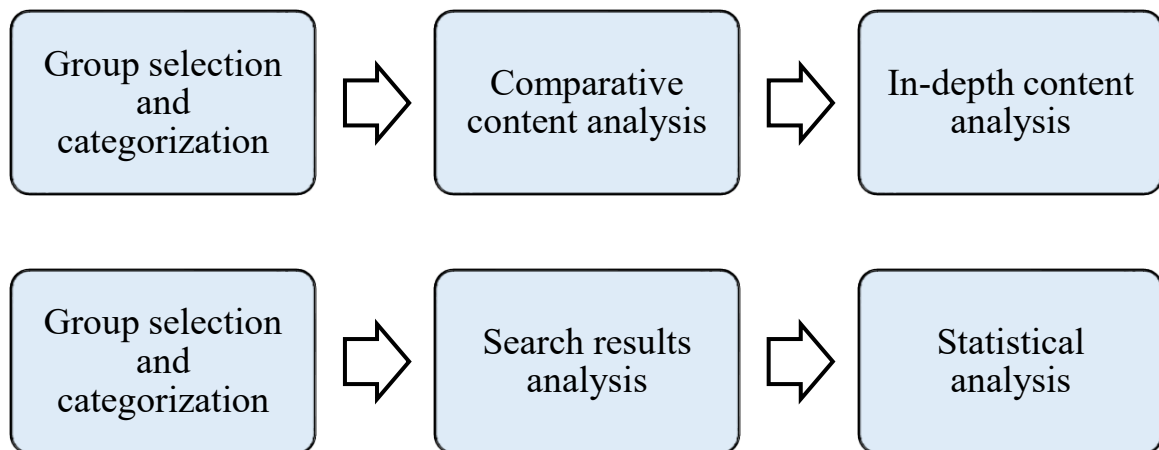 Group selection
and
categorization
Comparative
content analysis
In-depth content
analysis
Group selection
and
categorization
Search results
analysis
Statistical
analysis